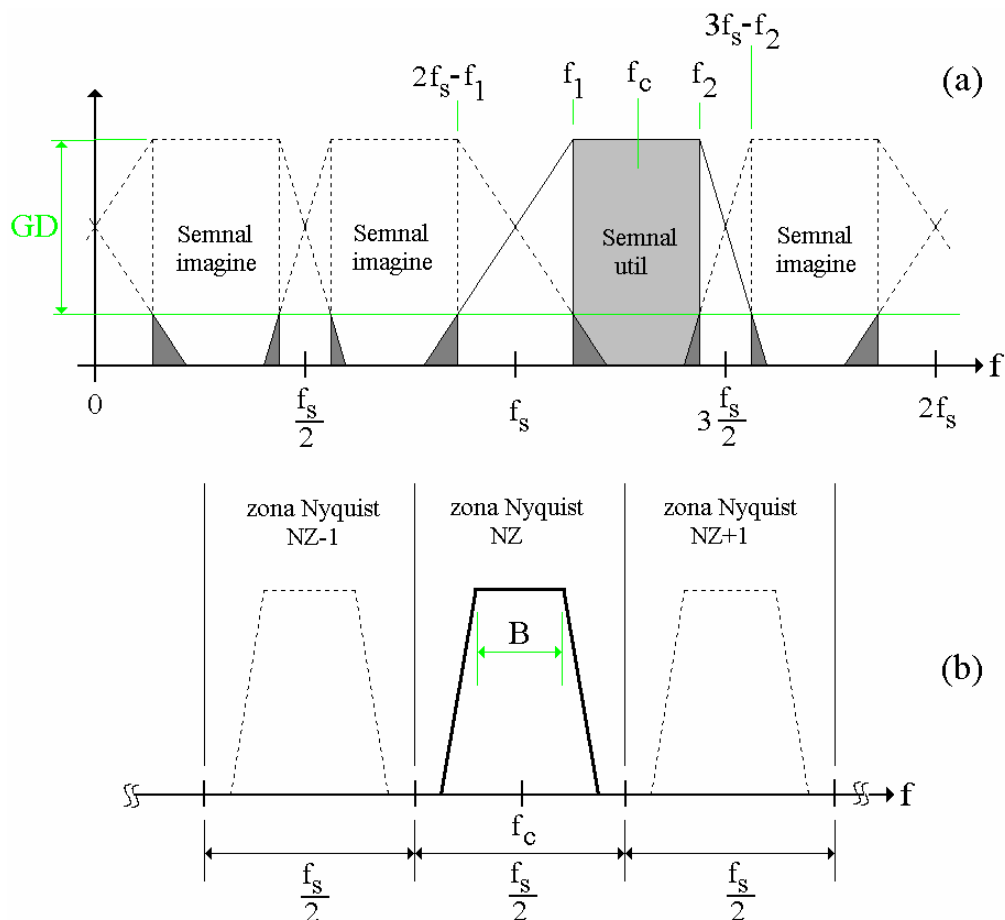 3fₛ-f₂
2fₛ-f₁
f₁
f_c
f₂
(a)
GD
Semnal
imagine
Semnal
imagine
Semnal
util
Semnal
imagine
f
0
fₛ/2
fₛ
3 fₛ/2
2fₛ
zona Nyquist
NZ-1
zona Nyquist
NZ
zona Nyquist
NZ+1
B
(b)
f
f_c
fₛ/2
fₛ/2
fₛ/2